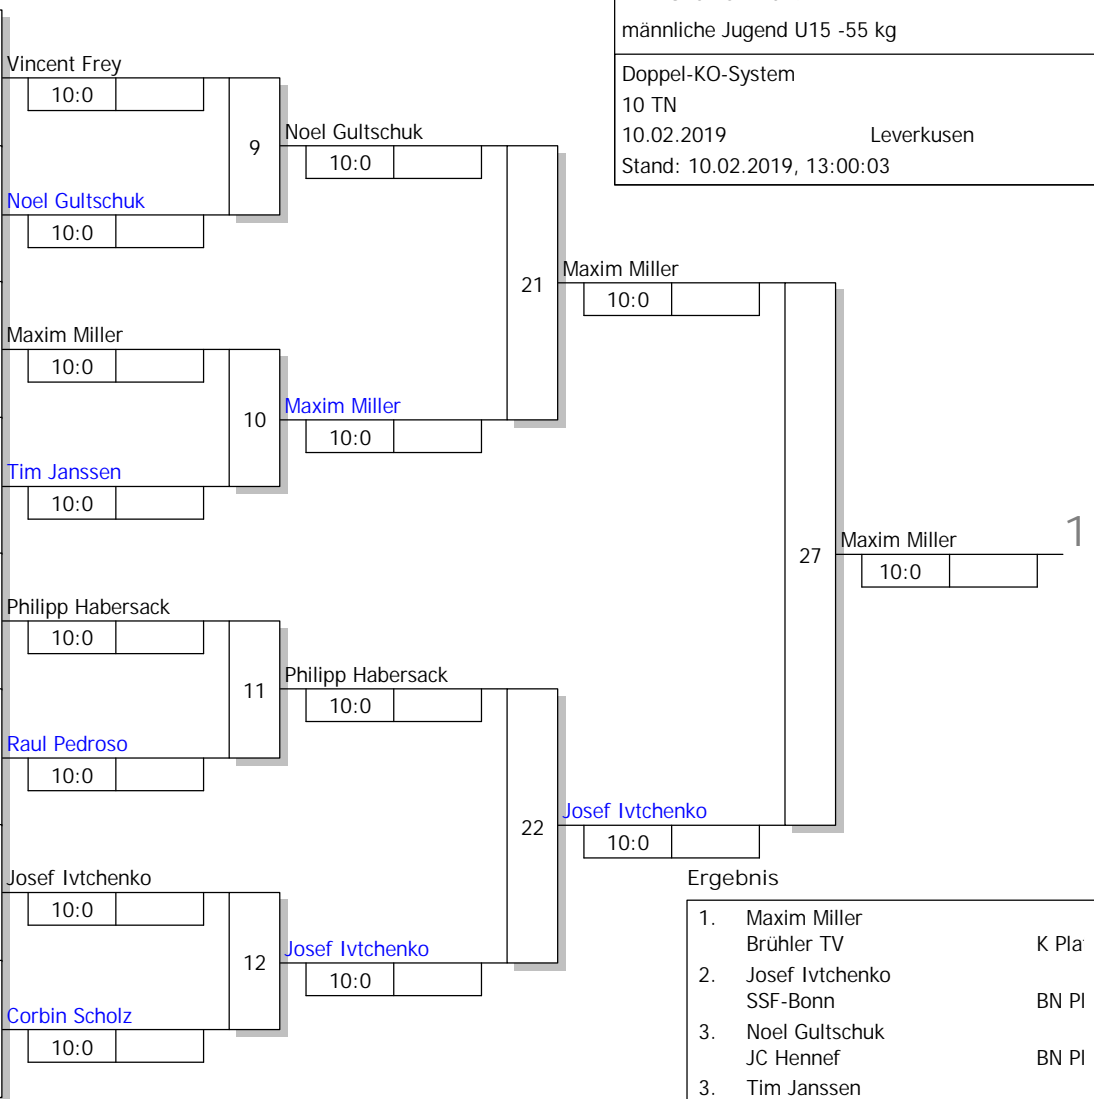 männliche Jugend U15 -55 kg
Doppel-KO-System
10 TN
10.02.2019 Leverkusen
Stand: 10.02.2019, 13:00:03
Vincent Frey
10:0
9
Noel Gultschuk
10:0
Noel Gultschuk
10:0
21
Maxim Miller
10:0
Maxim Miller
10:0
10
Maxim Miller
10:0
Tim Janssen
10:0
27
Maxim Miller
10:0
1
Philipp Habersack
10:0
11
Philipp Habersack
10:0
Raul Pedroso
10:0
22
Josef Ivtchenko
10:0
Josef Ivtchenko
10:0
12
Josef Ivtchenko
10:0
Corbin Scholz
10:0
Ergebnis
1. Maxim Miller
Brühler TV K
2. Josef Ivtchenko
SSF-Bonn BN
3. Noel Gultschuk
JC Hennef BN
3. Tim Janssen